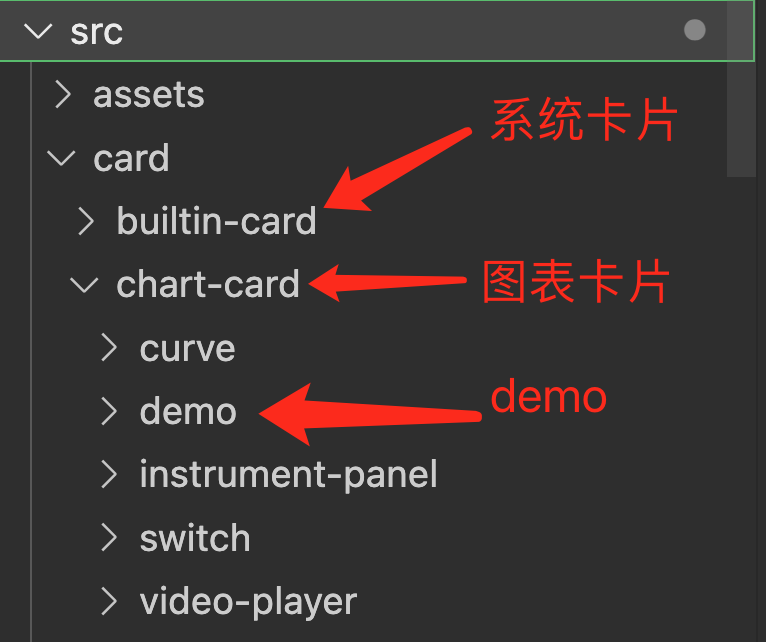 src
assets
系统卡片
card
builtin-card
chart-card
图表卡片
curve
demo
demo
instrument-panel
switch
video-player